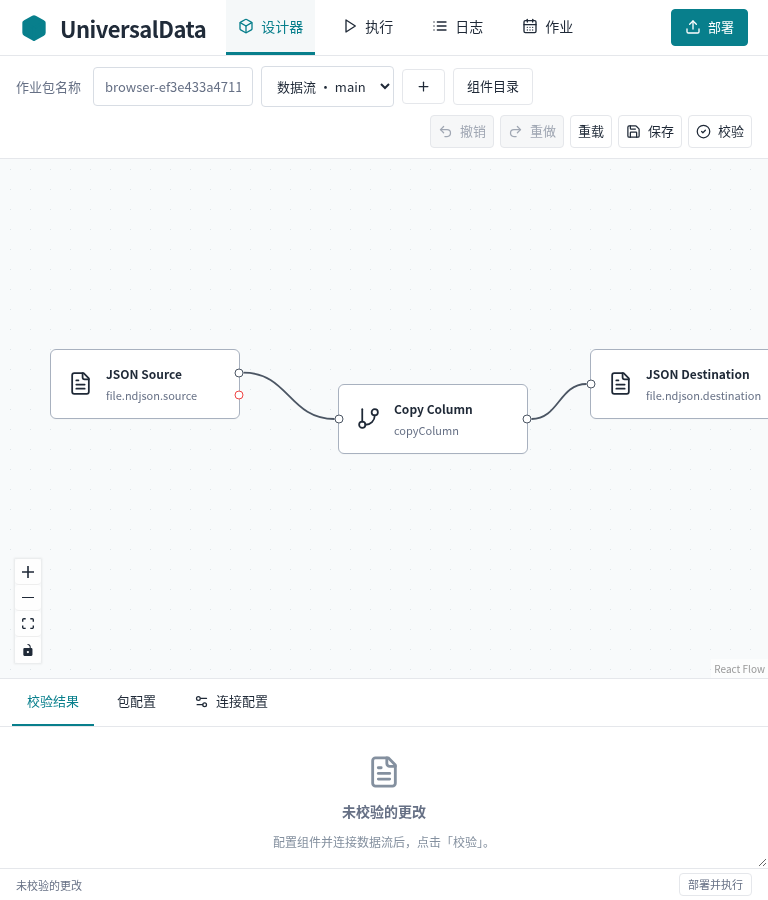 UniversalData
设计器
执行
日志
作业
部署
作业包名称
browser-ef3e433a4711
数据流 · main
+
组件目录
撤销
重做
重载
保存
校验
JSON Source
file.ndjson.source
Copy Column
copyColumn
JSON Destination
file.ndjson.destination
React Flow
校验结果
包配置
连接配置
未校验的更改
配置组件并连接数据流后，点击「校验」。
未校验的更改
部署并执行